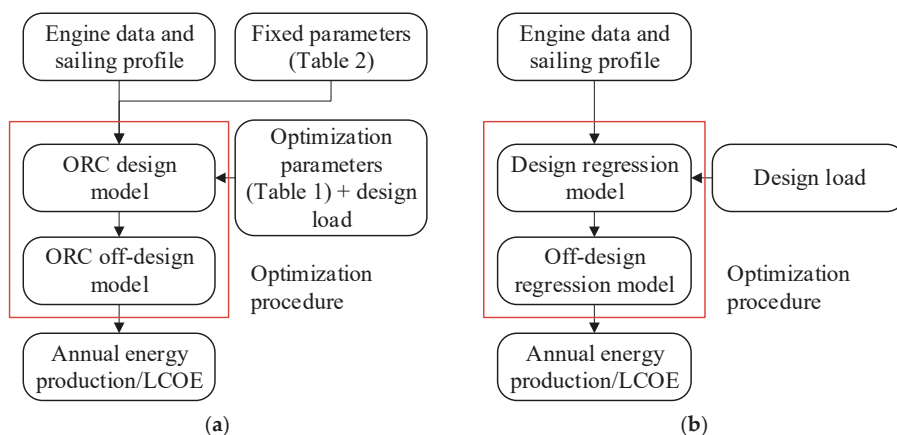 Engine data and
sailing profile
Fixed parameters
(Table 2)
ORC design
model
Optimization
parameters
(Table 1) + design
load
ORC off-design
model
Optimization
procedure
Annual energy
production/LCOE
(a)
Engine data and
sailing profile
Design regression
model
Design load
Off-design
regression model
Optimization
procedure
Annual energy
production/LCOE
(b)